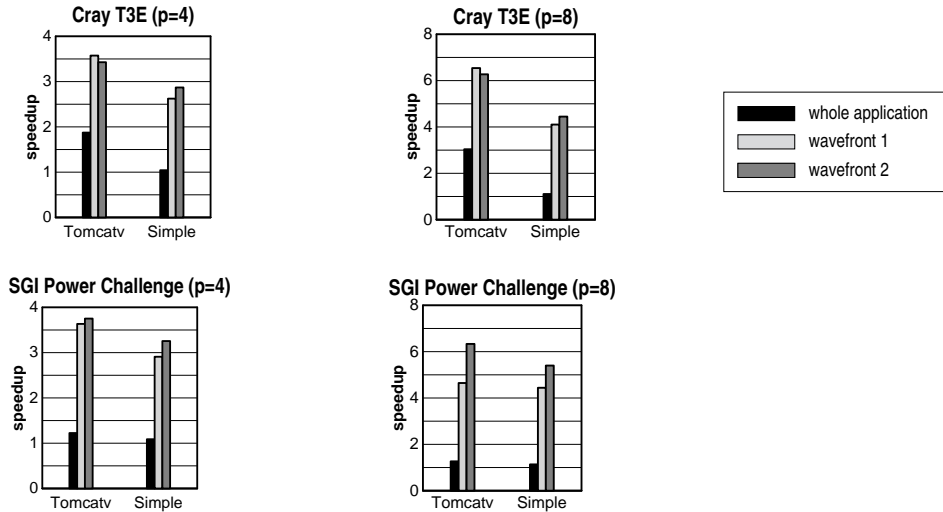 Cray T3E (p=4)
4
3
2
1
0
speedup
Tomcatv Simple
Cray T3E (p=8)
8
6
4
2
0
speedup
Tomcatv Simple
whole application
wavefront 1
wavefront 2
SGI Power Challenge (p=4)
4
3
2
1
0
speedup
Tomcatv Simple
SGI Power Challenge (p=8)
8
6
4
2
0
speedup
Tomcatv Simple